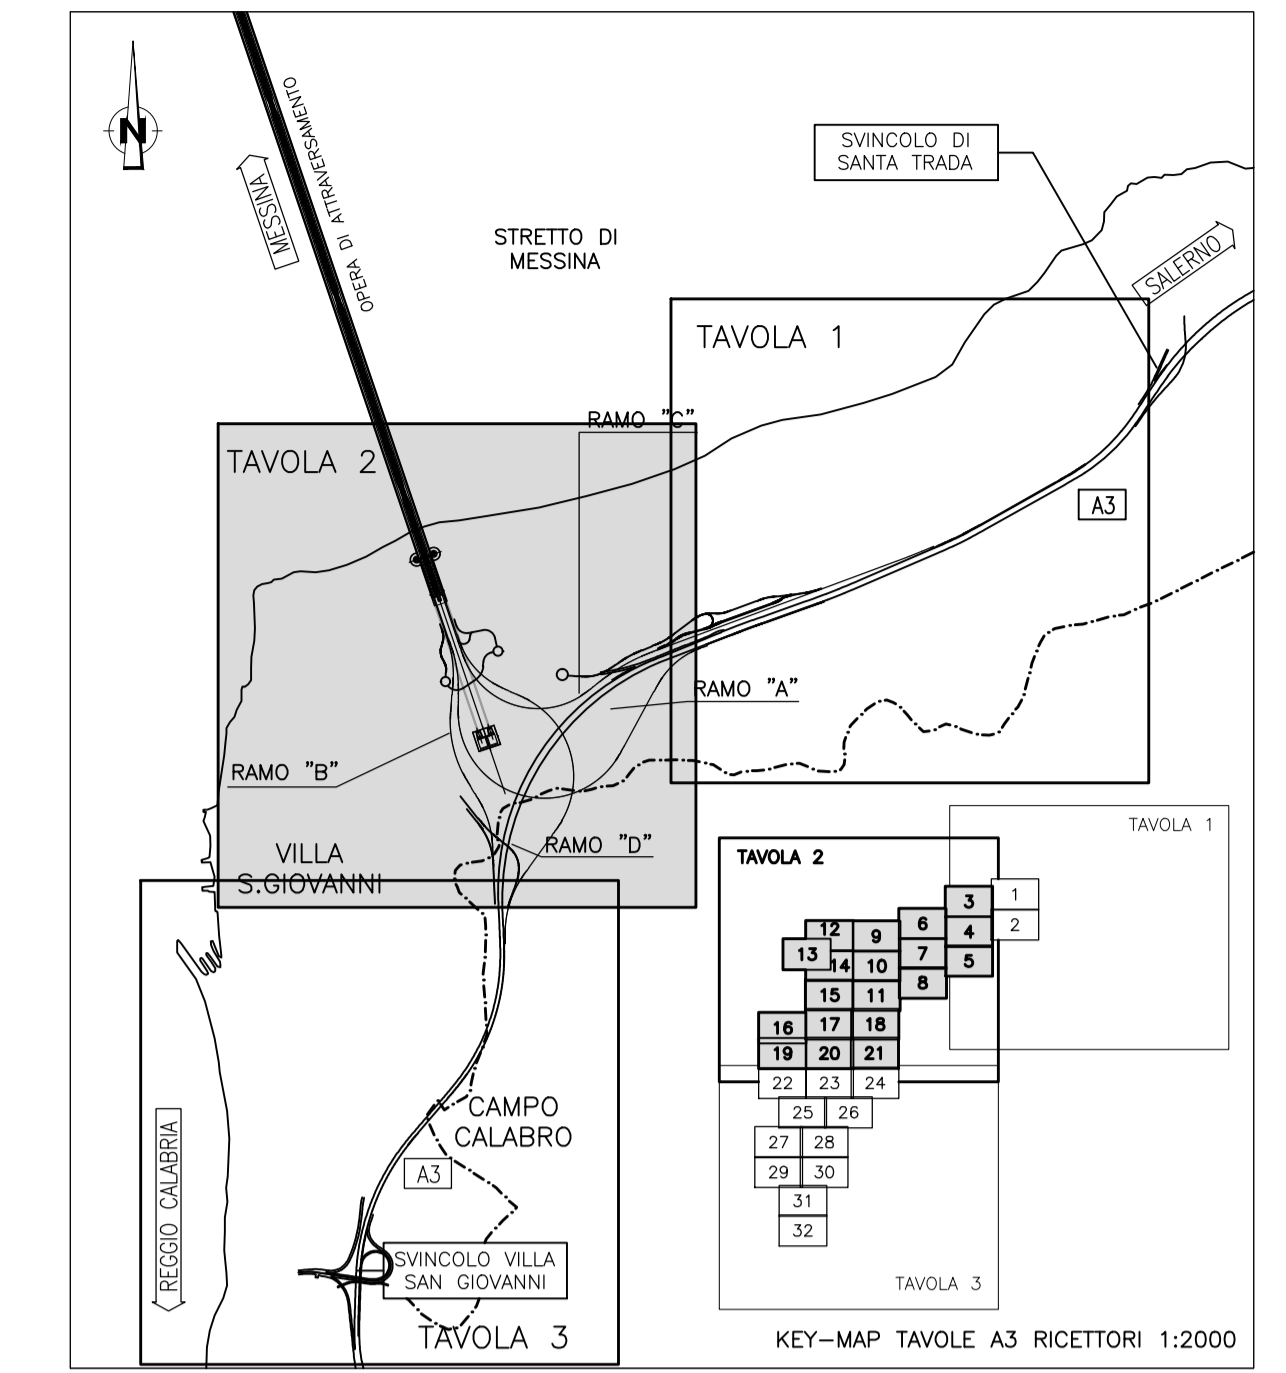 N
MESSINA
OPERA DI ATTRAVERSAMENTO
STRETTO DI
MESSINA
SVINCOLO DI
SANTA TRADA
SALERNO
TAVOLA 1
RAMO "C"
TAVOLA 2
A3
RAMO "A"
RAMO "B"
RAMO "D"
VILLA
S.GIOVANNI
CAMPO
CALABRO
A3
REGGIO CALABRIA
SVINCOLO VILLA
SAN GIOVANNI
TAVOLA 3
TAVOLA 1
TAVOLA 2
3
1
6
4
2
12
9
13
7
5
14
10
8
15
11
16
17
18
19
20
21
22
23
24
25
26
27
28
29
30
31
32
TAVOLA 3
KEY-MAP TAVOLE A3 RICETTORI 1:2000